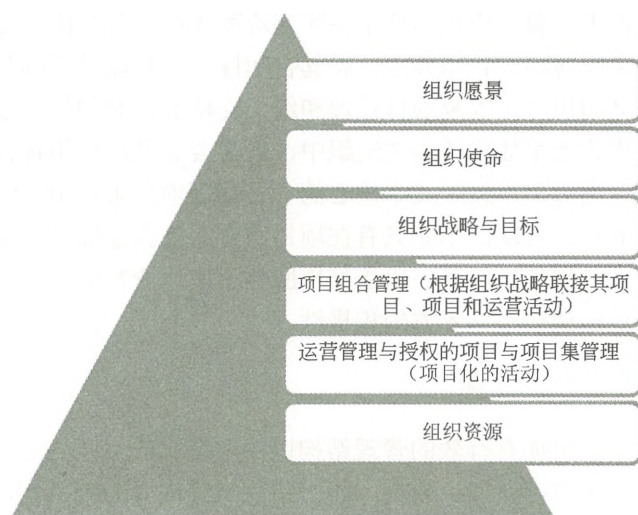 组织愿景
组织使命
组织战略与目标
项目组合管理（根据组织战略联接其项
目、项目和运营活动）
运营管理与授权的项目与项目集管理
（项目化的活动）
组织资源